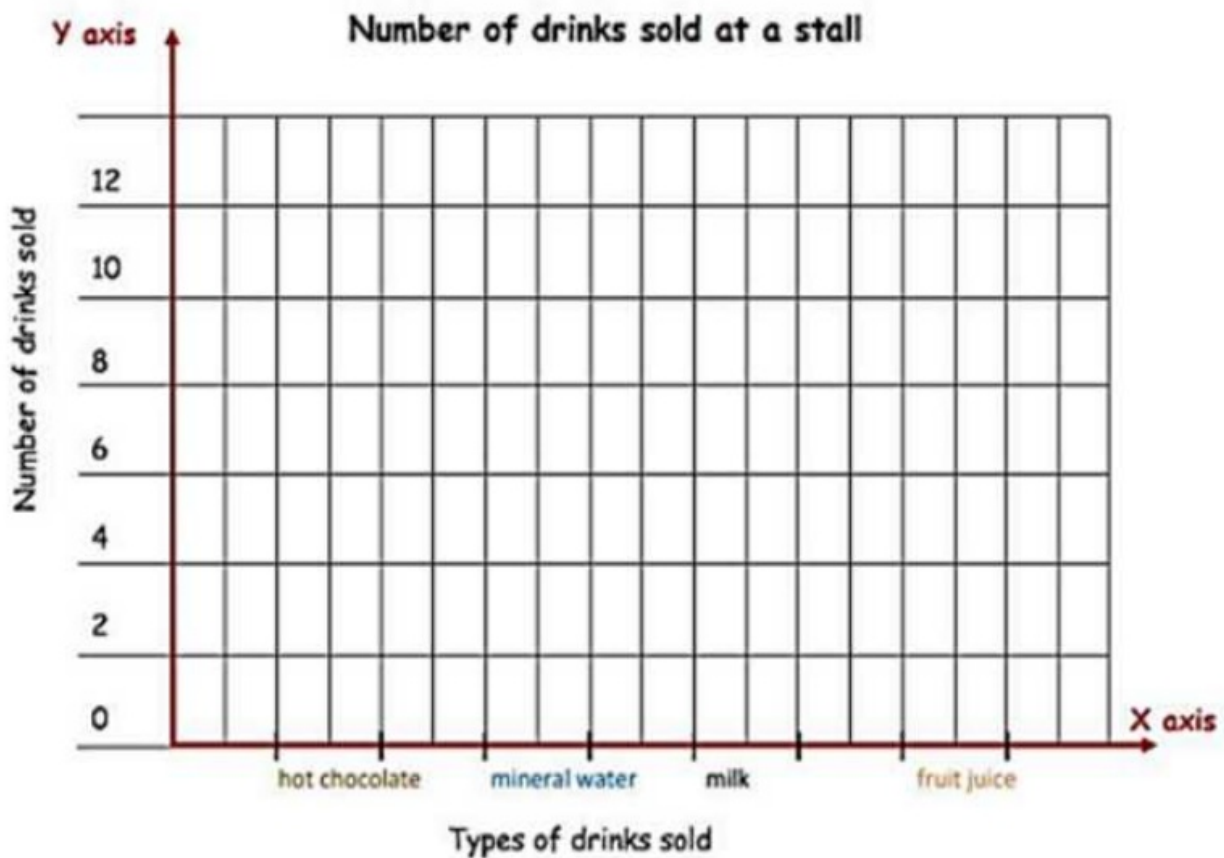 Y axis
Number of drinks sold at a stall
Number of drinks sold
12
10
8
6
4
2
0
X axis
hot chocolate mineral water milk fruit juice
Types of drinks sold